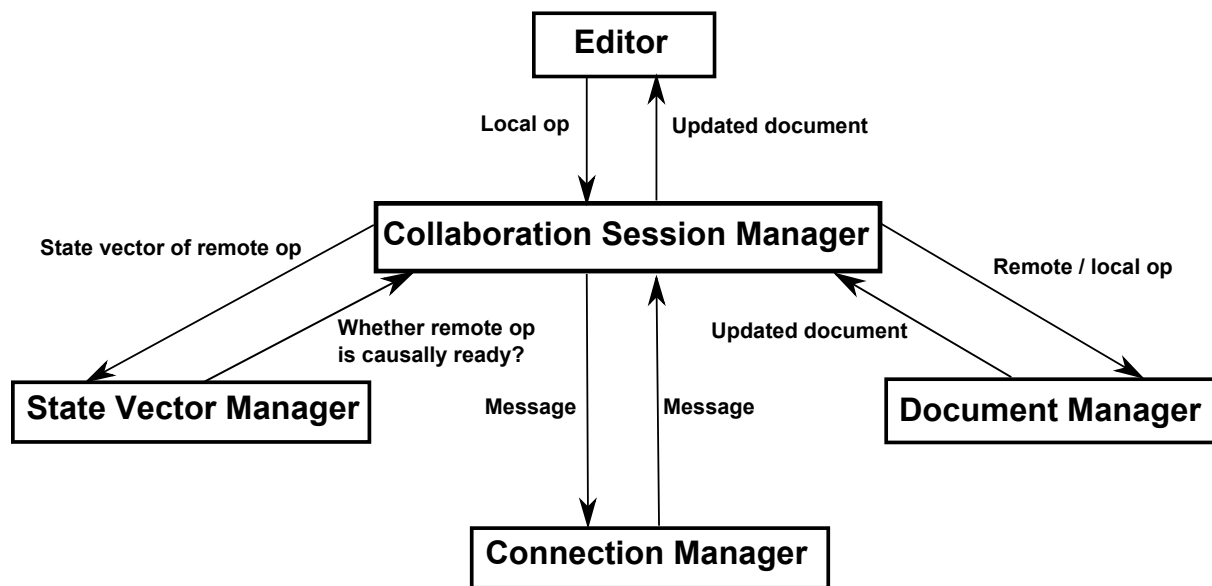 Editor
Local op
Updated document
Collaboration Session Manager
State vector of remote op
Remote / local op
Whether remote op
is causally ready?
Updated document
State Vector Manager
Message
Message
Document Manager
Connection Manager